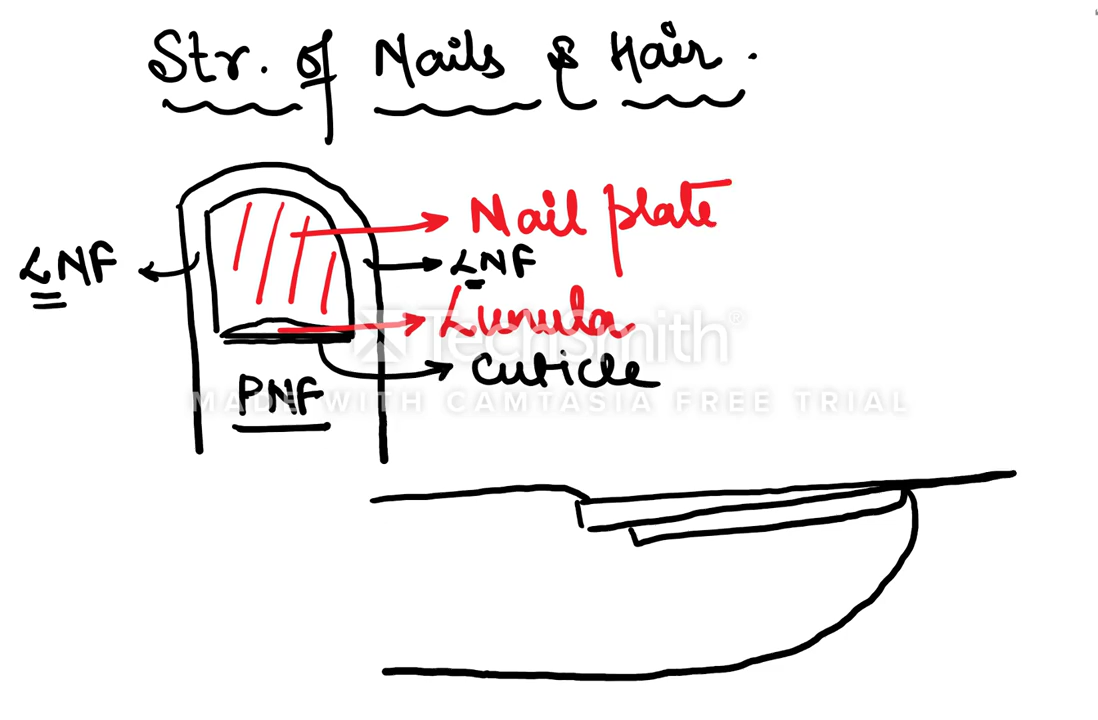 Str. of Nails & Hair.
Nail plate
LNF
LNF
Lunula
TechSmith®
Cuticle
PNF
MADE WITH CAMTASIA FREE TRIAL